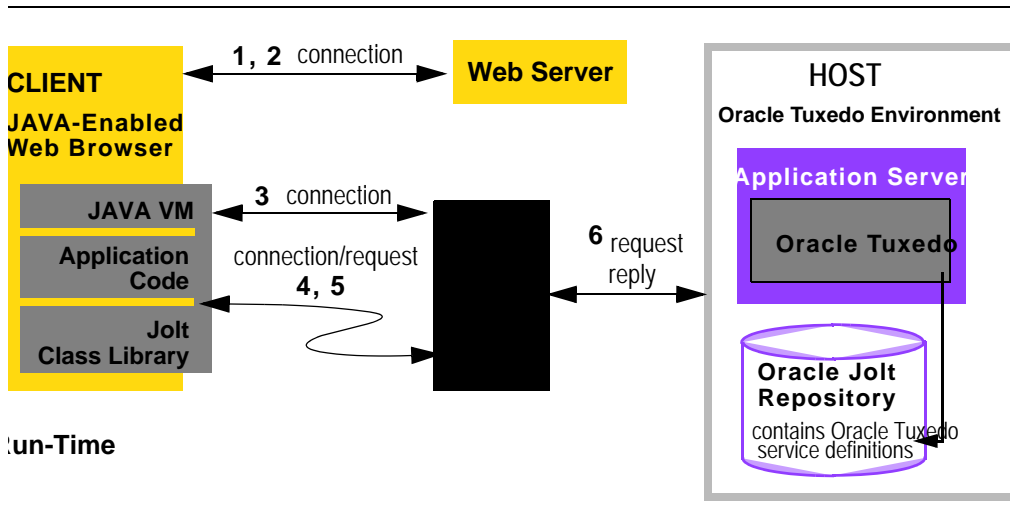 1, 2 connection
CLIENT
JAVA-Enabled
Web Browser
Web Server
HOST
Oracle Tuxedo Environment
Application Server
Oracle Tuxedo
JAVA VM
3 connection
Application
Code
connection/request
4, 5
Jolt
Class Library
6 request
reply
Oracle Jolt
Repository
contains Oracle Tuxedo
service definitions
un-Time